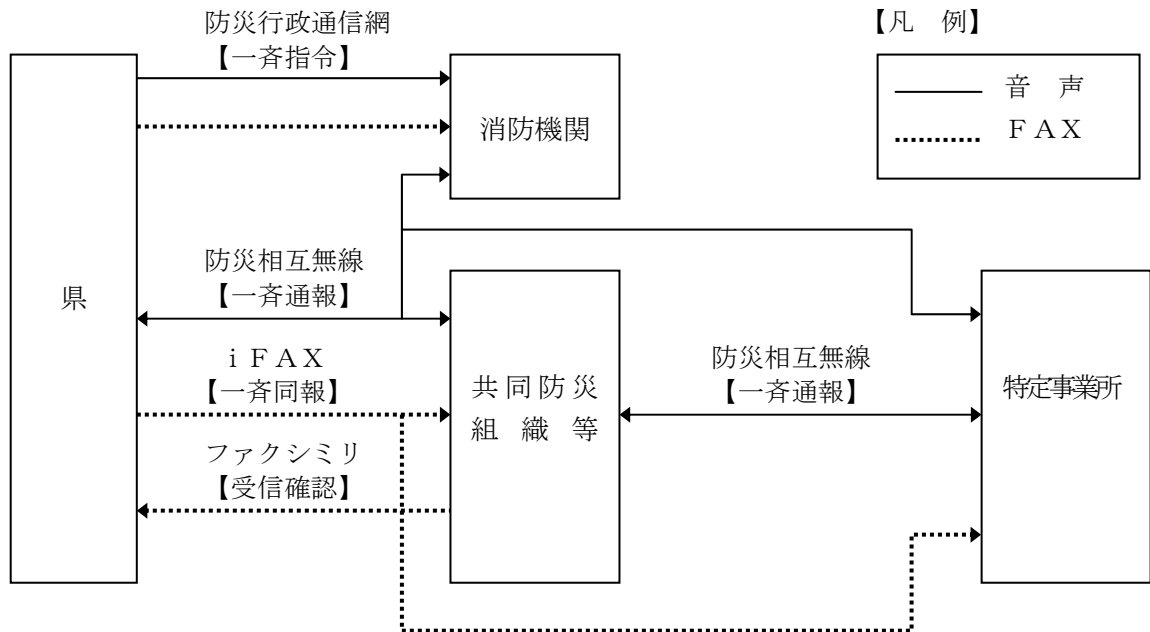 防災行政通信網
【一斉指令】
【凡　例】
音　声
ＦＡＸ
消防機関
県
防災相互無線
【一斉通報】
ｉＦＡＸ
【一斉同報】
ファクシミリ
【受信確認】
共同防災
組　織　等
防災相互無線
【一斉通報】
特定事業所